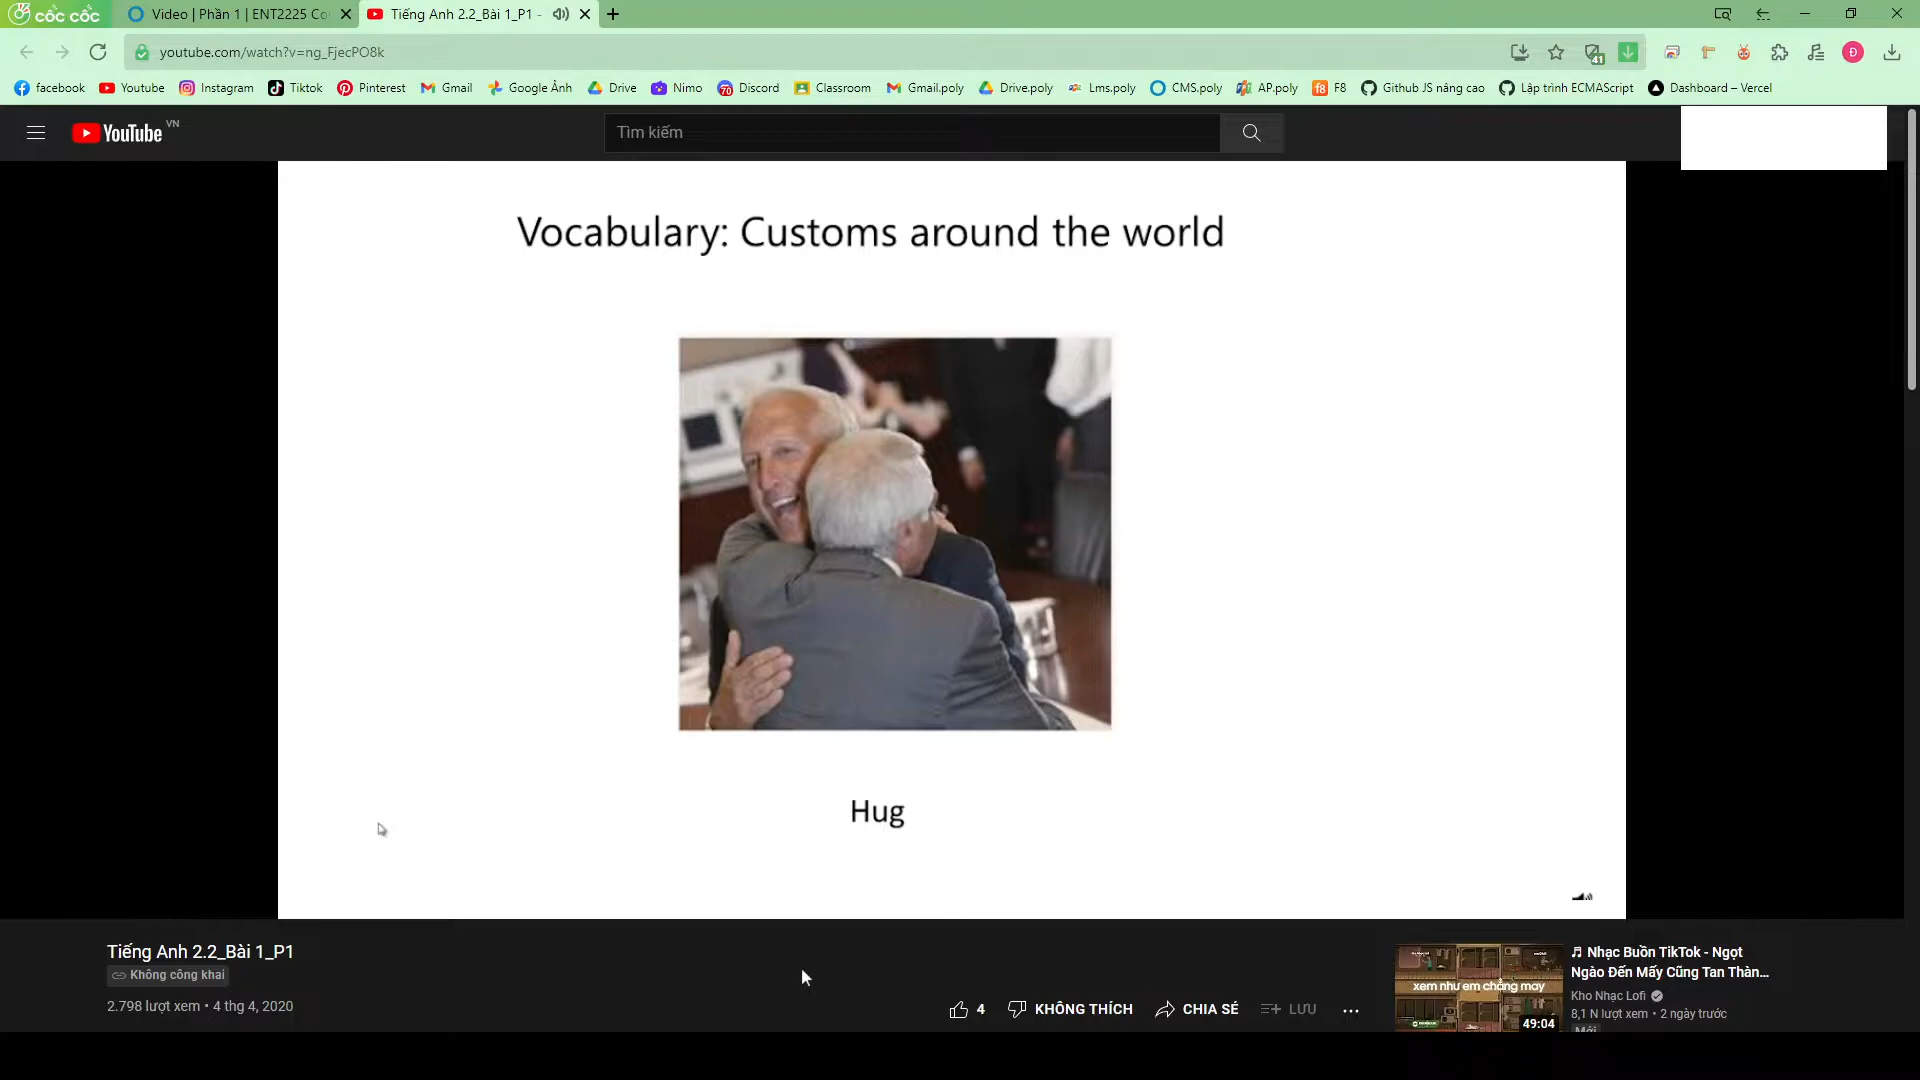 cốc cốc
Video | Phần 1 | ENT2225 Co
Tiếng Anh 2.2_Bài 1_P1 -
youtube.com/watch?v=ng_FjecPO8k
41
Đ
facebook
Youtube
Instagram
Tiktok
Pinterest
Gmail
Google Ảnh
Drive
Nimo
70
Discord
Classroom
Gmail.poly
Drive.poly
Lms.poly
CMS.poly
AP.poly
f8
F8
Github JS nâng cao
Lập trình ECMAScript
Dashboard – Vercel
YouTube VN
Tìm kiếm
Vocabulary: Customs around the world
Hug
Tiếng Anh 2.2_Bài 1_P1
Không công khai
2.798 lượt xem • 4 thg 4, 2020
4
KHÔNG THÍCH
CHIA SẺ
LƯU
xem như em chẳng may
49:04
♬ Nhạc Buồn TikTok - Ngọt
Ngào Đến Mấy Cũng Tan Thàn...
Kho Nhạc Lofi
8,1 N lượt xem • 2 ngày trước
Mới